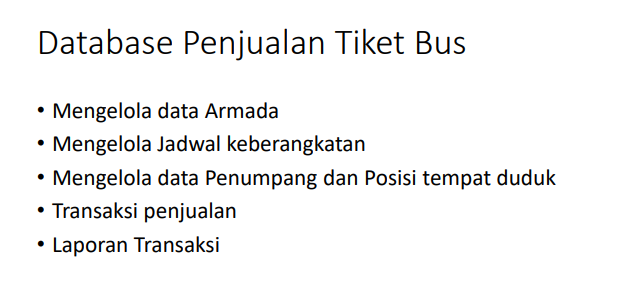 Database Penjualan Tiket Bus
• Mengelola data Armada
• Mengelola Jadwal keberangkatan
• Mengelola data Penumpang dan Posisi tempat duduk
• Transaksi penjualan
• Laporan Transaksi